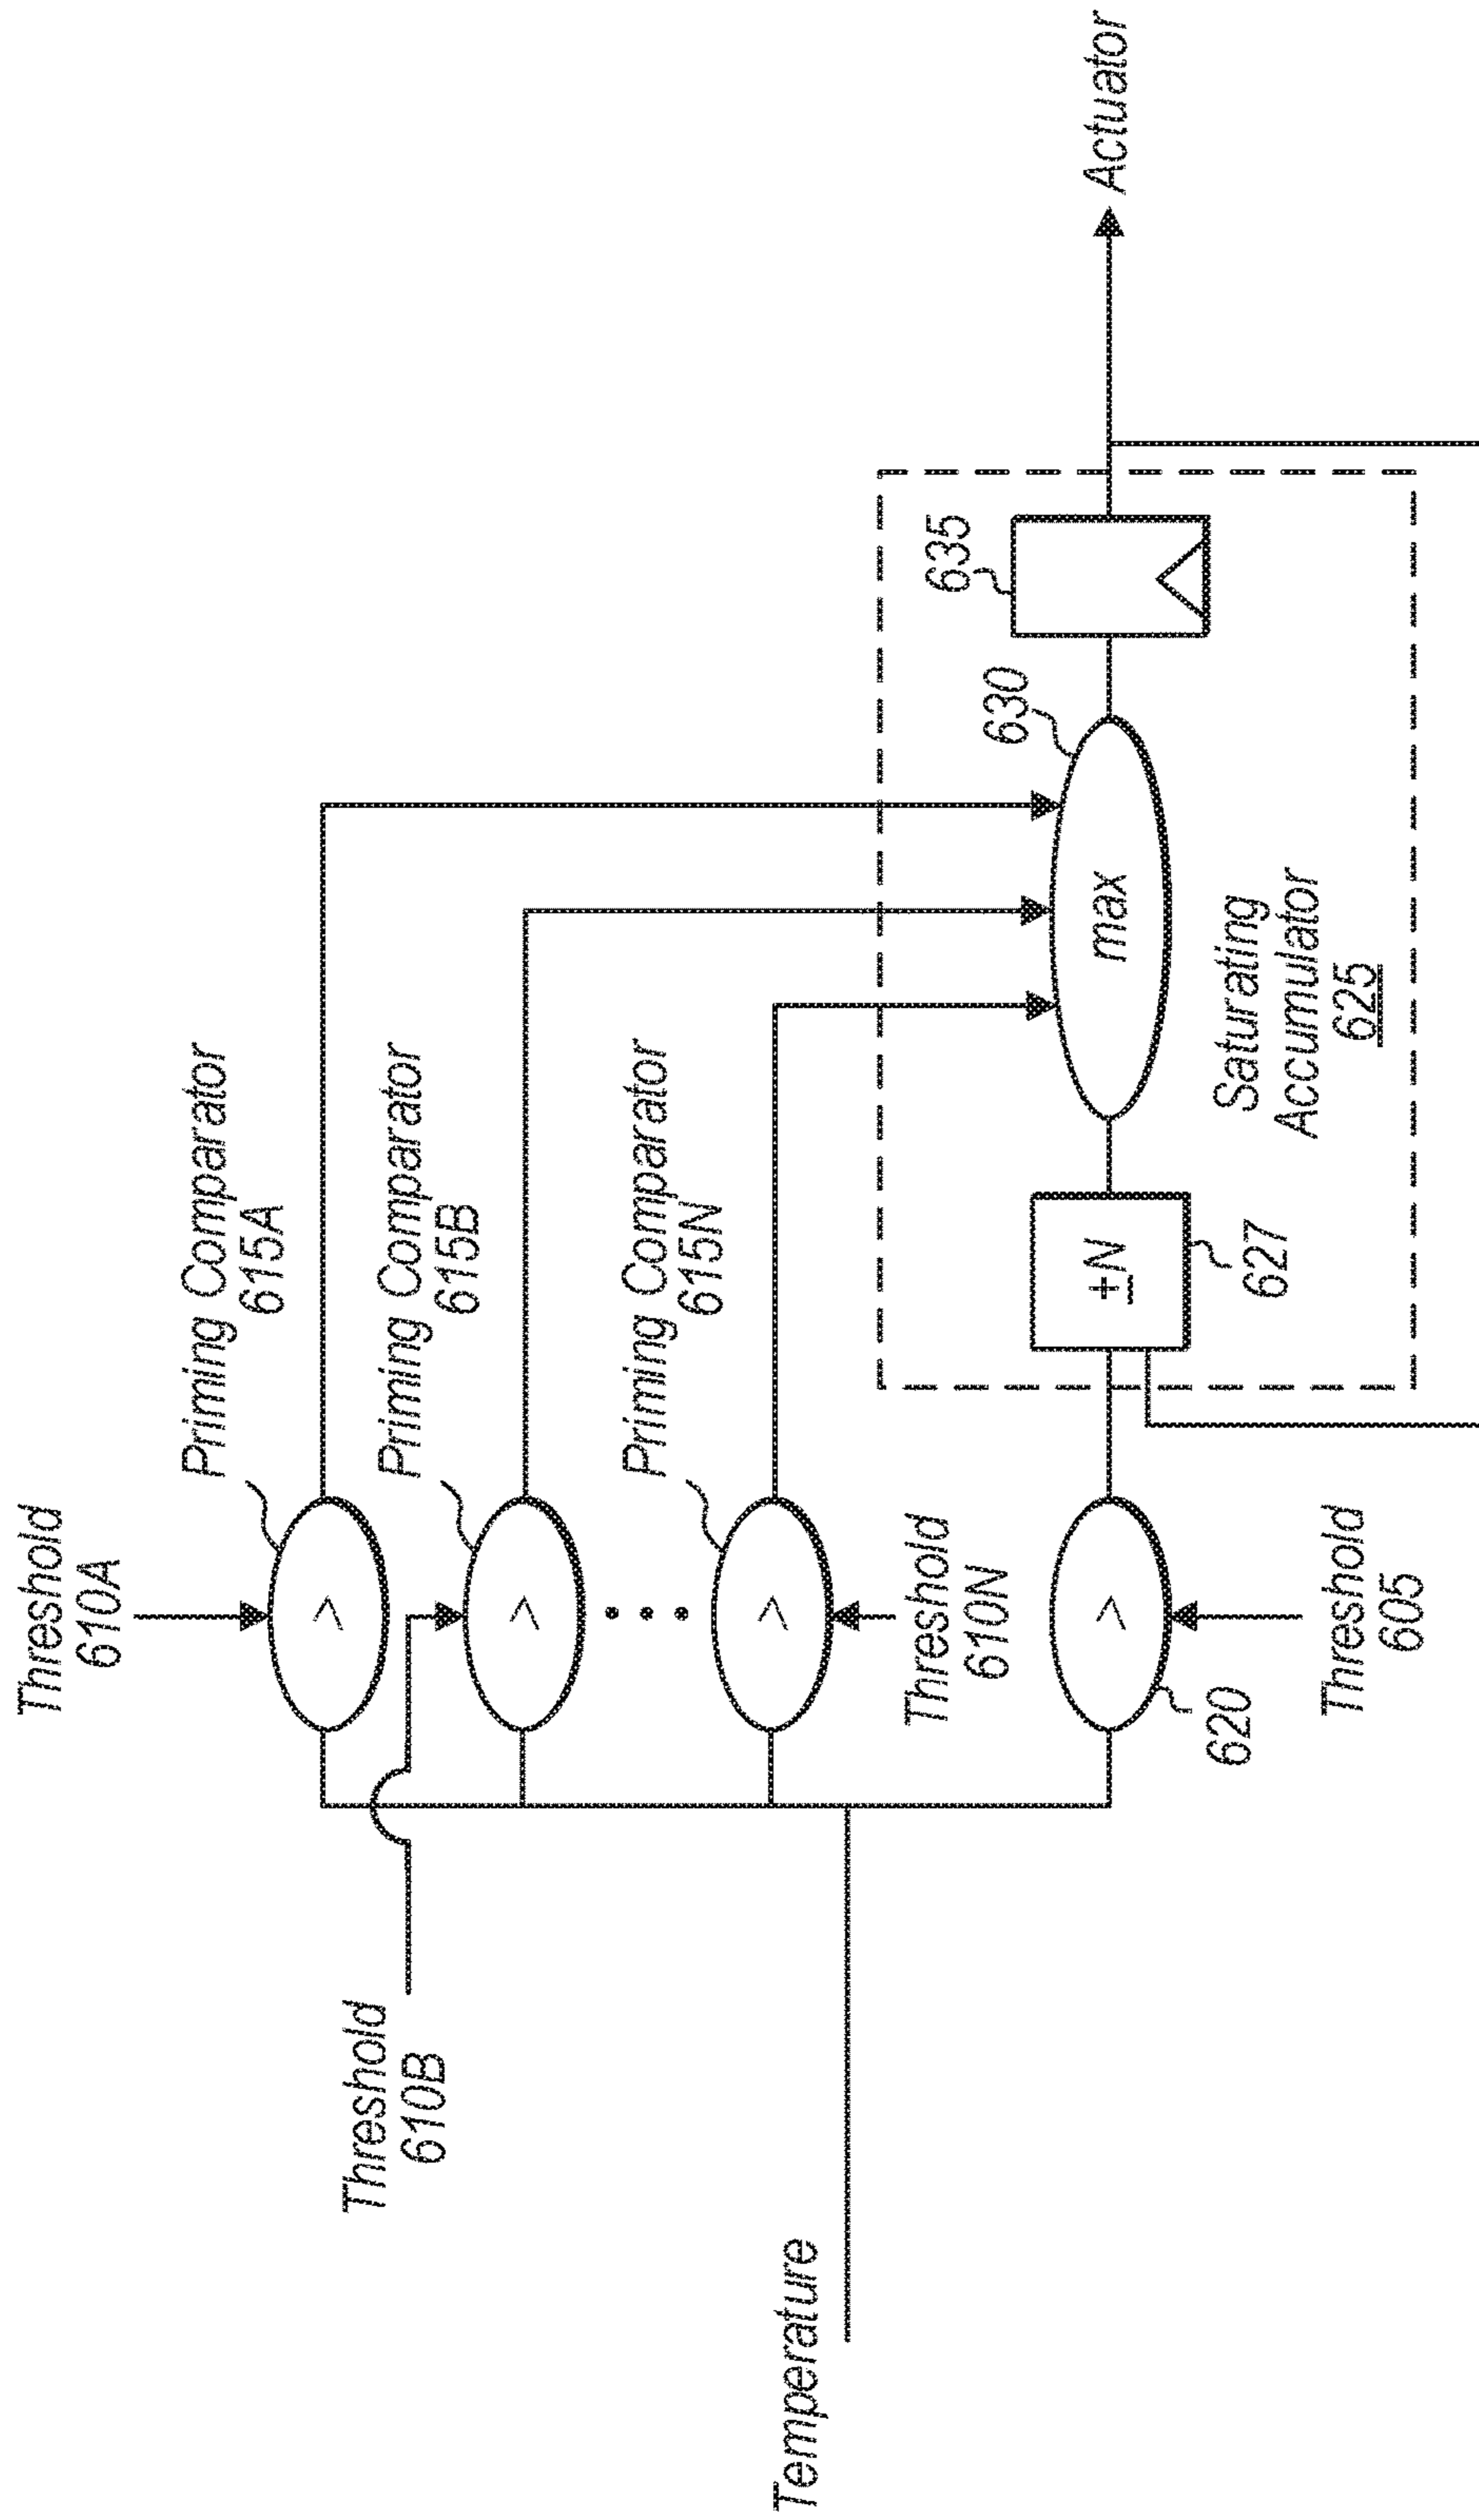 Threshold
610A
Priming Comparator
615A
>
Threshold
610B
Priming Comparator
615B
>
Priming Comparator
615N
>
Threshold
610N
Temperature
>
620
Threshold
605
±N
627
max
630
635
Saturating
Accumulator
625
Actuator